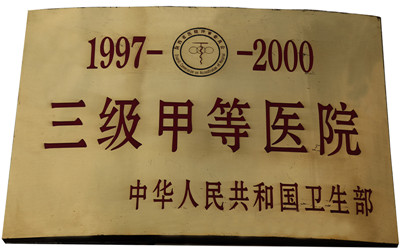 1997- -2000
三级甲等医院
中华人民共和国卫生部